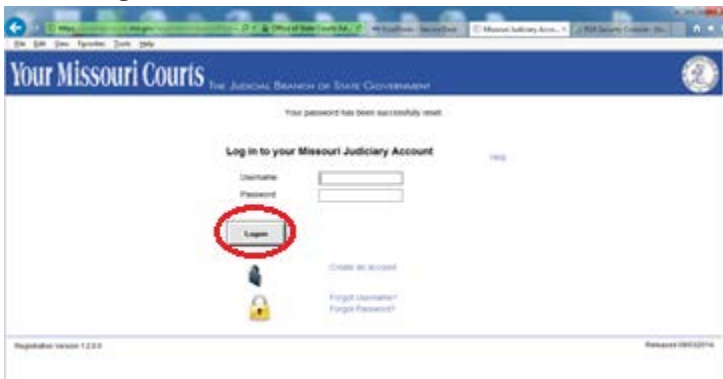 File Edit View Favorites Tools Help
Your Missouri Courts The Judicial Branch of State Government
Your password has been successfully reset
Log in to your Missouri Judiciary Account
Help
Username
Password
Logon
Create an account
Forgot Username?
Forgot Password?
Registration Version 1.2.0.0